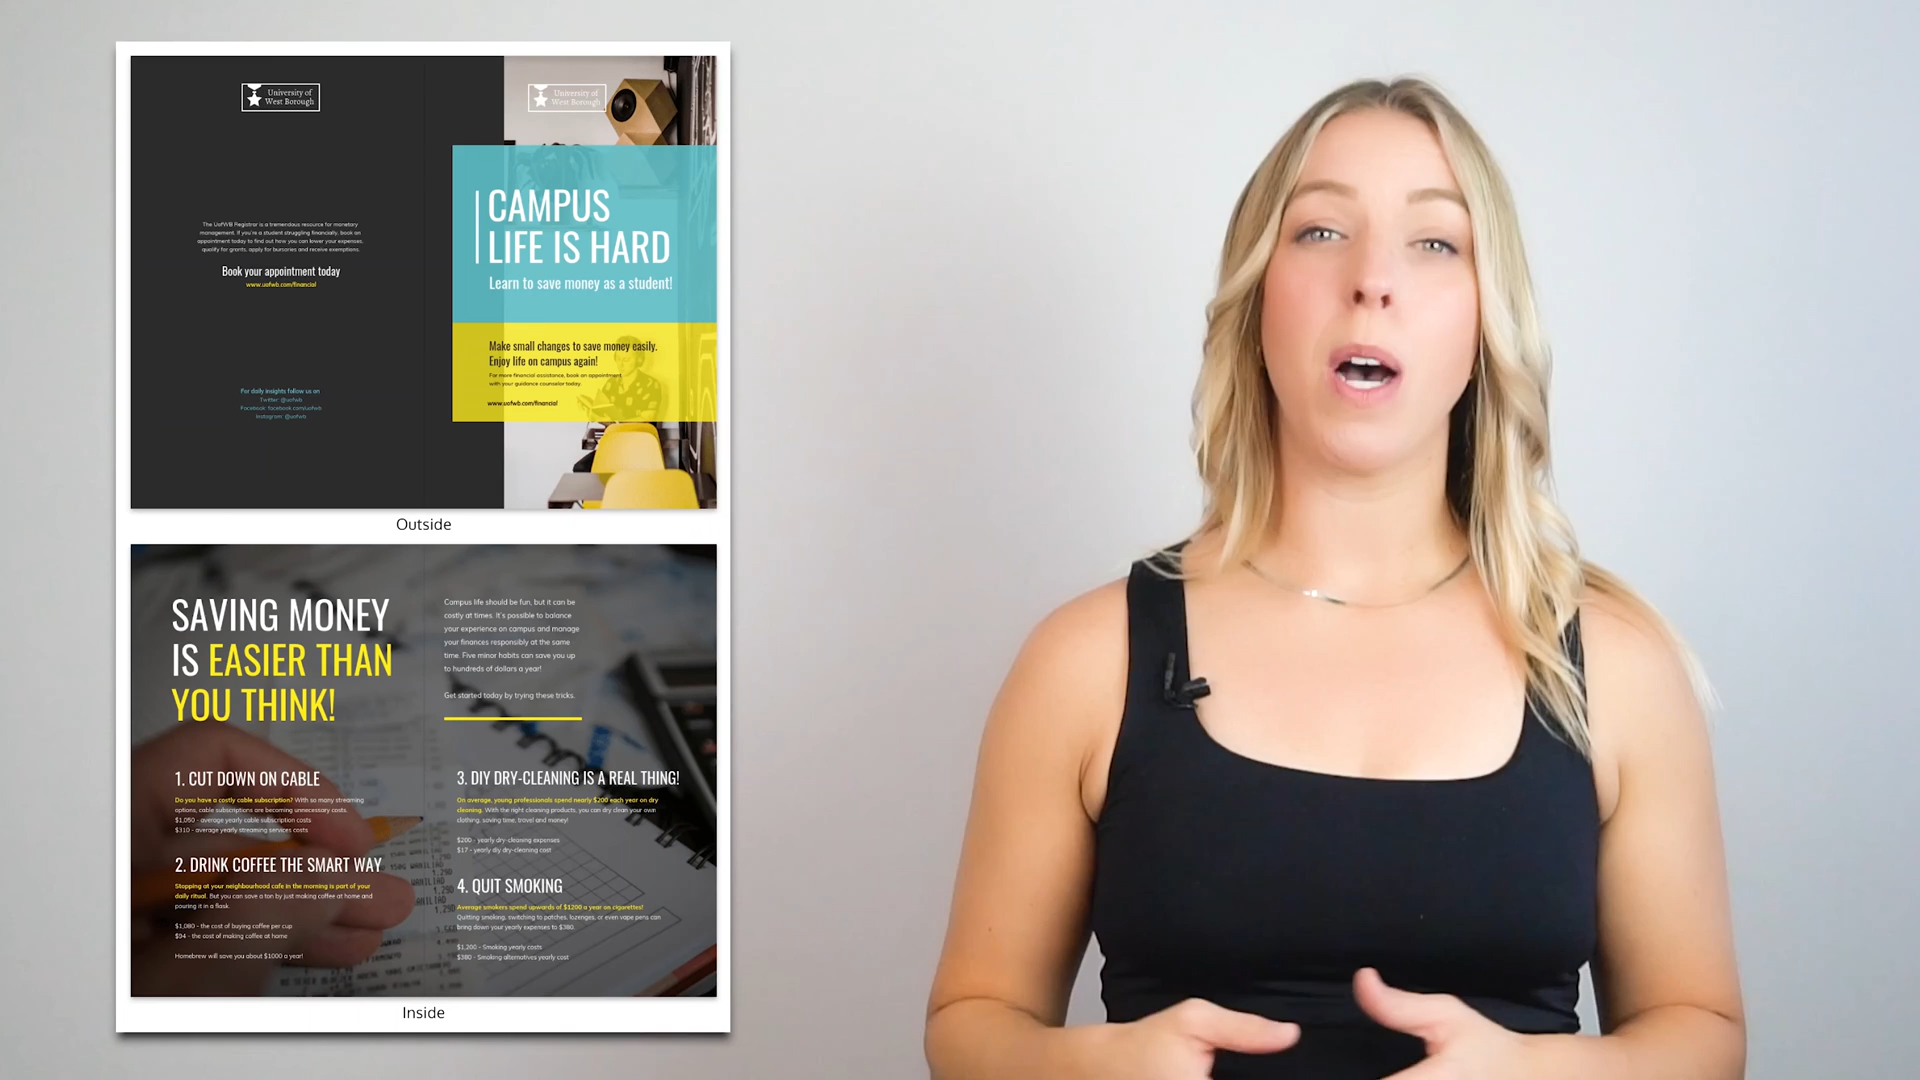 University of
West Borough
The UofWB Registrar is a tremendous resource for monetary
management. If you're a student struggling financially, book an
appointment today to find out how you can lower your expenses,
qualify for grants, apply for bursaries and receive exemptions.
Book your appointment today
www.uofwb.com/financial
For daily insights follow us on
Twitter: @uofwb
Facebook: facebook.com/uofwb
Instagram: @uofwb
University of
West Borough
CAMPUS
LIFE IS HARD
Learn to save money as a student!
Make small changes to save money easily.
Enjoy life on campus again!
For more financial assistance, book an appointment
with your guidance counselor today.
www.uofwb.com/financial
Outside
SAVING MONEY
IS EASIER THAN
YOU THINK!
Campus life should be fun, but it can be
costly at times. It's possible to balance
your experience on campus and manage
your finances responsibly at the same
time. Five minor habits can save you up
to hundreds of dollars a year!
Get started today by trying these tricks.
1. CUT DOWN ON CABLE
Do you have a costly cable subscription? With so many streaming
options, cable subscriptions are becoming unnecessary costs.
$1,050 - average yearly cable subscription costs
$310 - average yearly streaming services costs
2. DRINK COFFEE THE SMART WAY
Stopping at your neighbourhood cafe in the morning is part of your
daily ritual. But you can save a ton by just making coffee at home and
pouring it in a flask.
$1,080 - the cost of buying coffee per cup
$94 - the cost of making coffee at home
Homebrew will save you about $1000 a year!
3. DIY DRY-CLEANING IS A REAL THING!
On average, young professionals spend nearly $200 each year on dry
cleaning. With the right cleaning products, you can dry clean your own
clothing, saving time, travel and money!
$200 - yearly dry-cleaning expenses
$17 - yearly diy dry-cleaning cost
4. QUIT SMOKING
Average smokers spend upwards of $1200 a year on cigarettes!
Quitting smoking, switching to patches, lozenges, or even vape pens can
bring down your yearly expenses to $380.
$1,200 - Smoking yearly costs
$380 - Smoking alternatives yearly cost
Inside